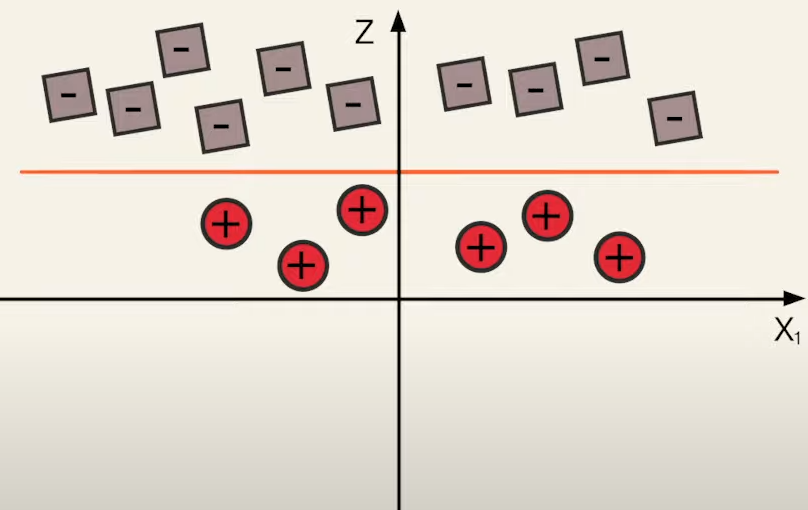 Z
- - - - - - - - - -
+ + + + + +
X₁